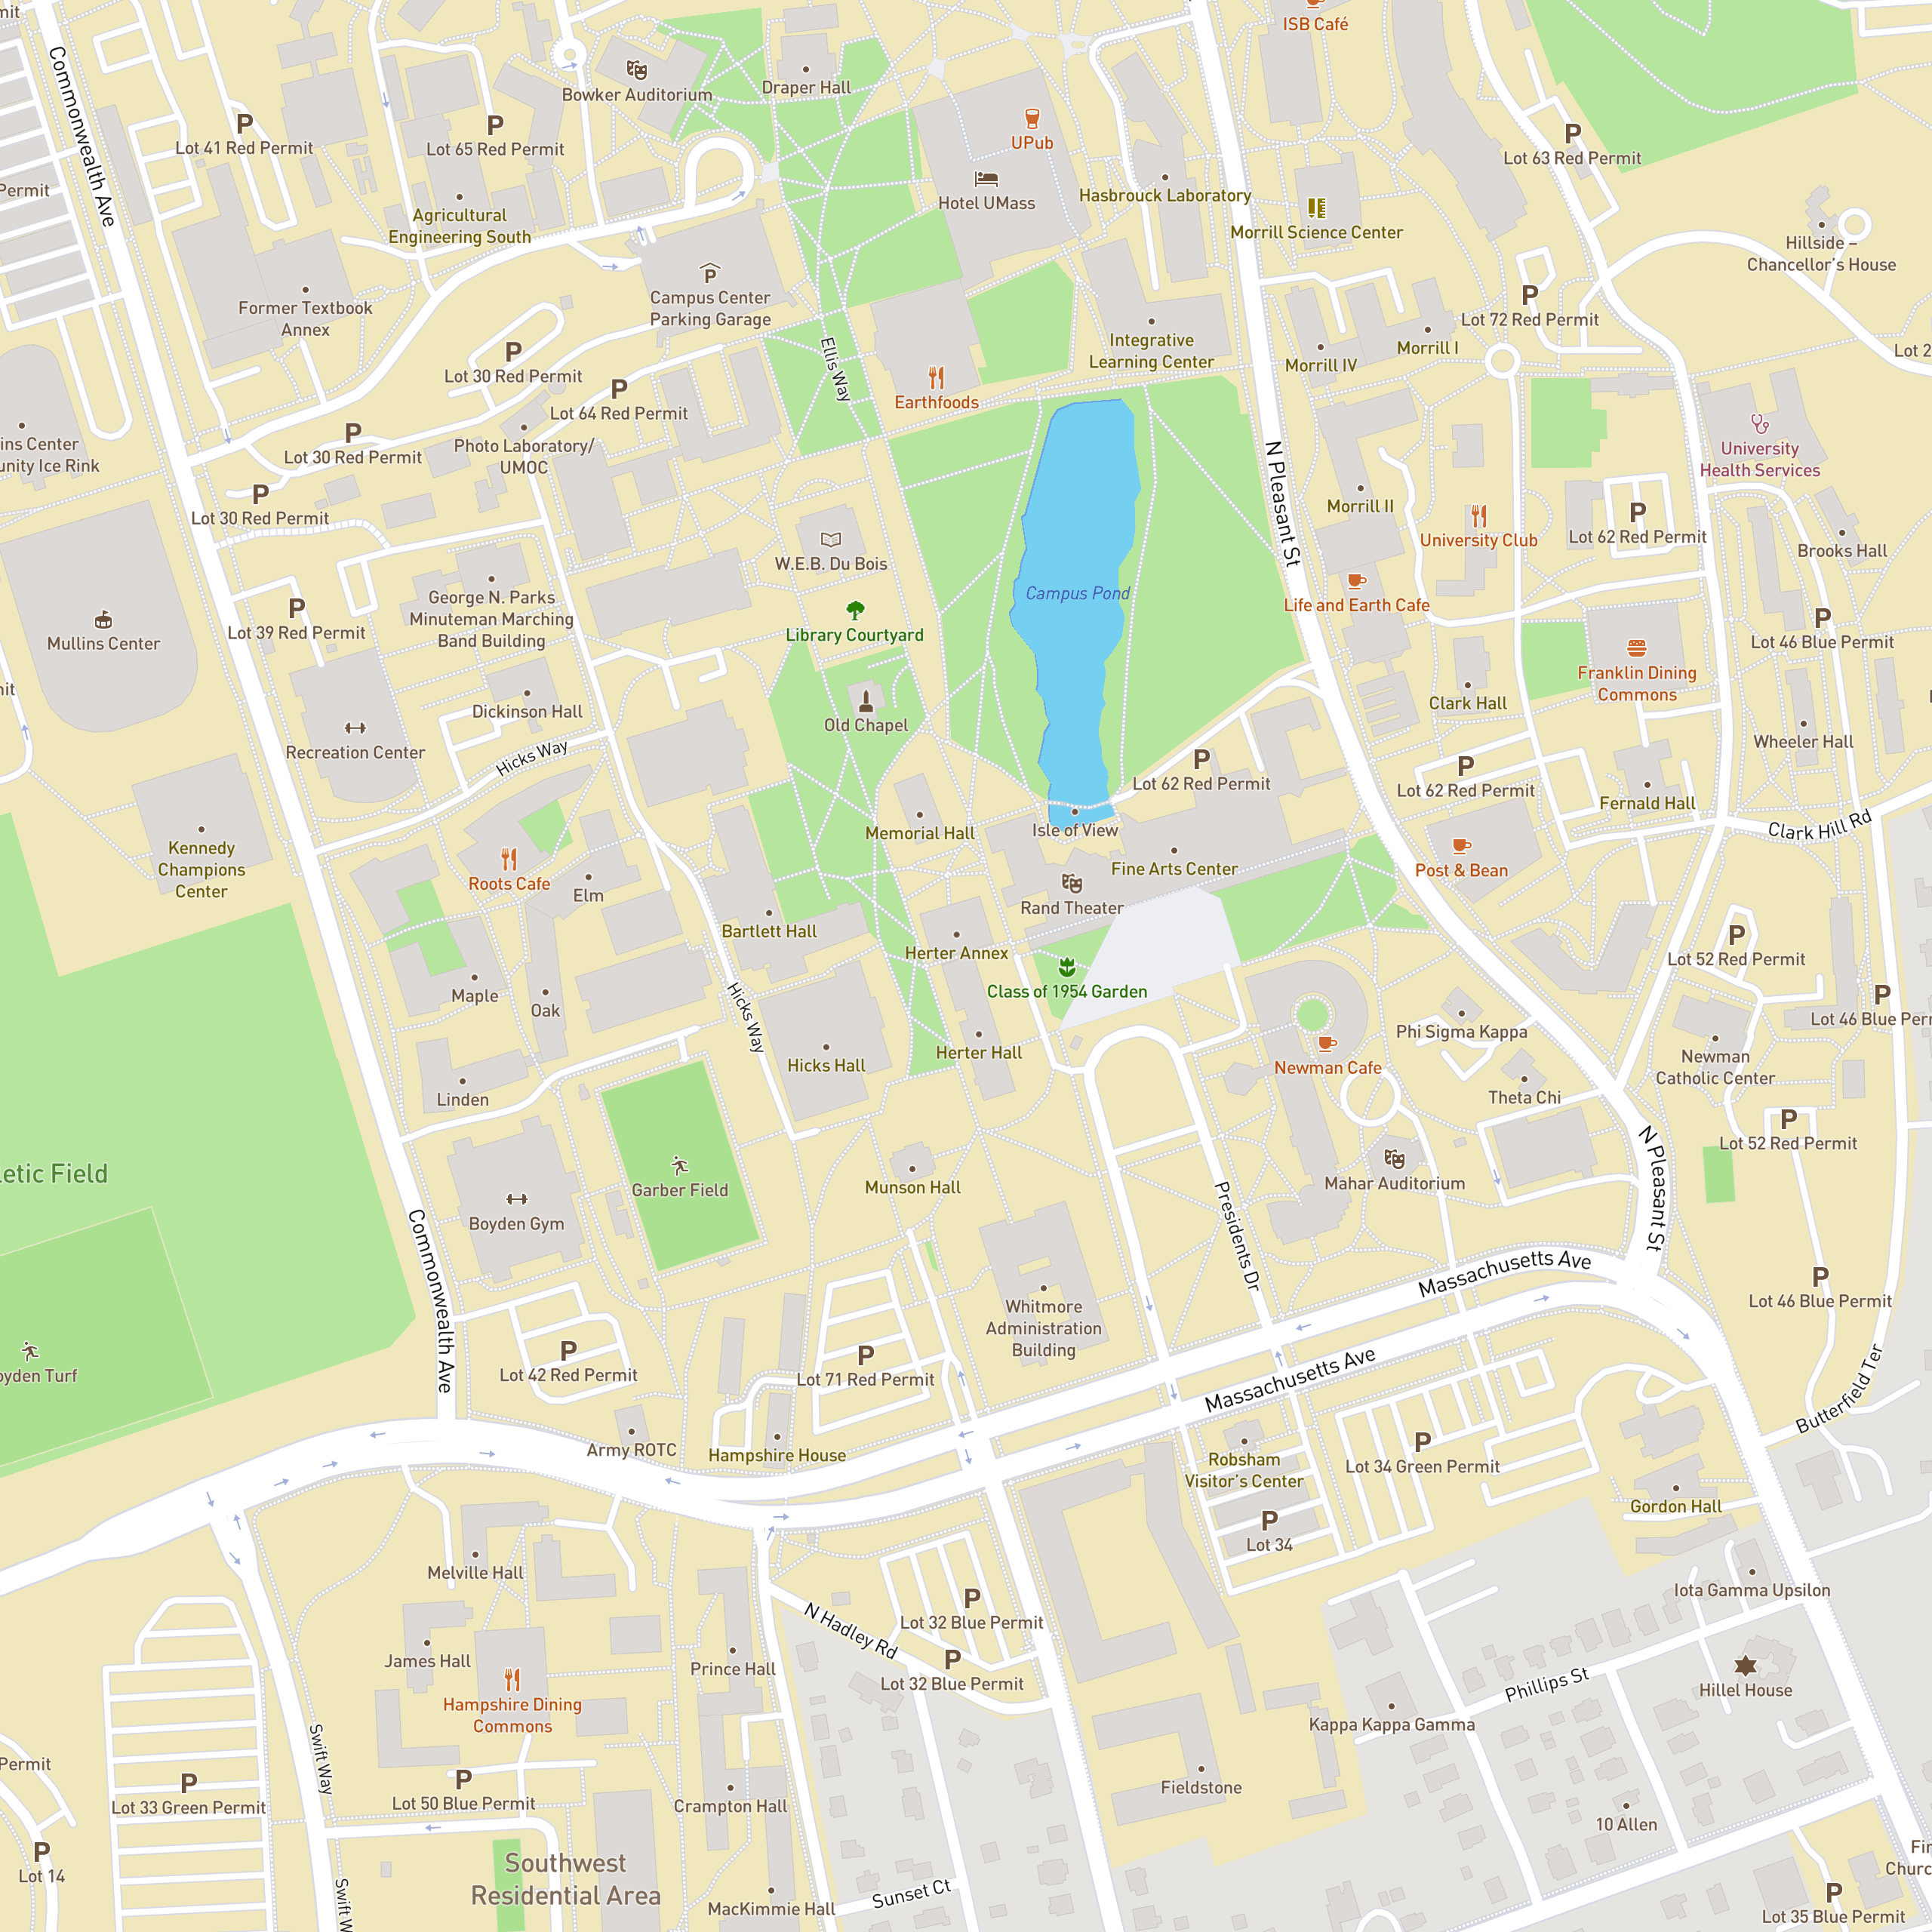 mit
ISB Café
Commonwealth Ave
Bowker Auditorium
Draper Hall
UPub
Lot 41 Red Permit
Lot 65 Red Permit
Lot 63 Red Permit
Permit
Hotel UMass
Hasbrouck Laboratory
Agricultural
Engineering South
Morrill Science Center
Hillside –
Chancellor's House
Former Textbook
Annex
Campus Center
Parking Garage
Lot 72 Red Permit
Integrative
Learning Center
Morrill IV
Morrill I
Lot 2
Ellis Way
Lot 30 Red Permit
Earthfoods
Lot 64 Red Permit
ins Center
unity Ice Rink
Lot 30 Red Permit
Photo Laboratory/
UMOC
N Pleasant St
University
Health Services
Lot 30 Red Permit
Morrill II
University Club
Lot 62 Red Permit
Brooks Hall
W.E.B. Du Bois
Campus Pond
Life and Earth Cafe
George N. Parks
Minuteman Marching
Band Building
Lot 39 Red Permit
Library Courtyard
Mullins Center
Lot 46 Blue Permit
Franklin Dining
Commons
nit
Dickinson Hall
Old Chapel
Clark Hall
Recreation Center
Hicks Way
Wheeler Hall
Lot 62 Red Permit
Lot 62 Red Permit
Fernald Hall
Memorial Hall
Isle of View
Clark Hill Rd
Kennedy
Champions
Center
Roots Cafe
Elm
Fine Arts Center
Post & Bean
Rand Theater
Bartlett Hall
Herter Annex
Lot 52 Red Permit
Maple
Oak
Class of 1954 Garden
Hicks Way
Lot 46 Blue Perr
Phi Sigma Kappa
Herter Hall
Hicks Hall
Newman Cafe
Newman
Catholic Center
Linden
Theta Chi
Lot 52 Red Permit
N Pleasant St
letic Field
Garber Field
Munson Hall
Mahar Auditorium
Boyden Gym
Presidents Dr
Commonwealth Ave
Massachusetts Ave
Lot 46 Blue Permit
Whitmore
Administration
Building
oyden Turf
Lot 42 Red Permit
Lot 71 Red Permit
Massachusetts Ave
Butterfield Ter
Army ROTC
Hampshire House
Robsham
Visitor's Center
Lot 34 Green Permit
Gordon Hall
Lot 34
Melville Hall
Iota Gamma Upsilon
N Hadley Rd
Lot 32 Blue Permit
James Hall
Prince Hall
Lot 32 Blue Permit
Phillips St
Hillel House
Hampshire Dining
Commons
Kappa Kappa Gamma
Swift Way
Permit
Lot 33 Green Permit
Lot 50 Blue Permit
Crampton Hall
Fieldstone
10 Allen
Lot 14
Southwest
Residential Area
Swift W
MacKimmie Hall
Sunset Ct
Fir
Churc
Lot 35 Blue Permit